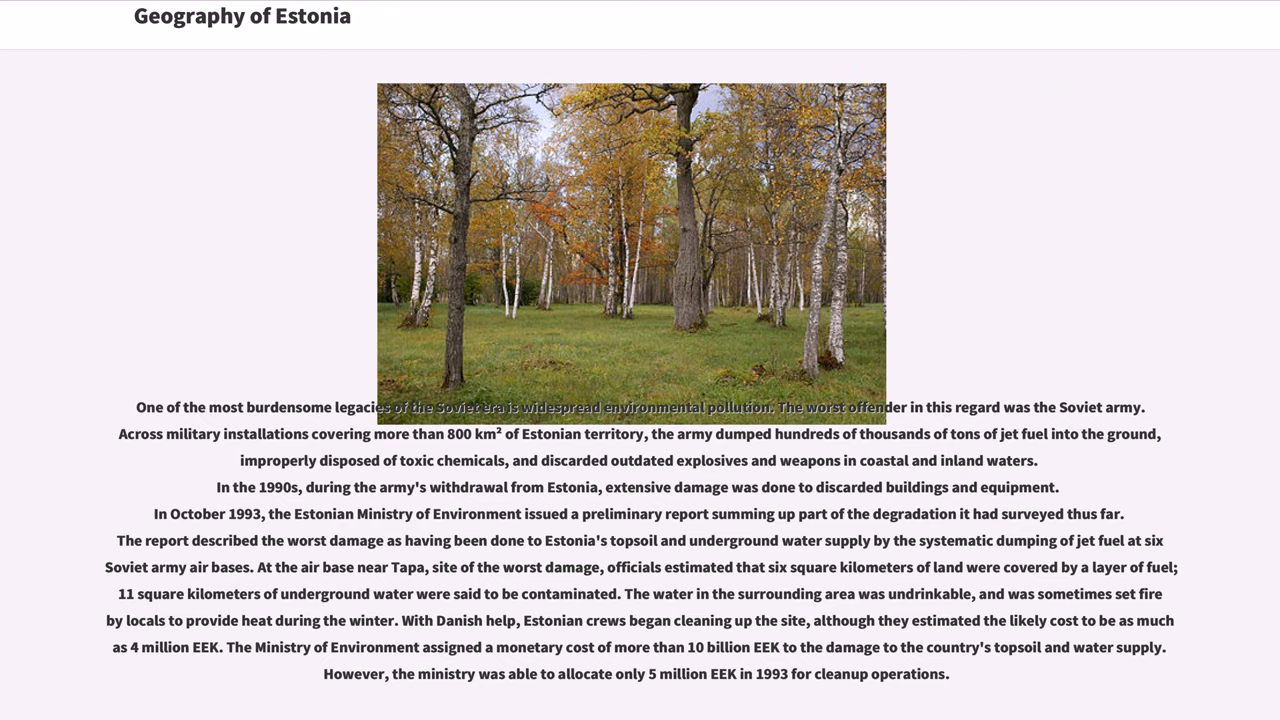 Geography of Estonia
One of the most burdensome legacies of the Soviet era is widespread environmental pollution. The worst offender in this regard was the Soviet army.
Across military installations covering more than 800 km² of Estonian territory, the army dumped hundreds of thousands of tons of jet fuel into the ground,
improperly disposed of toxic chemicals, and discarded outdated explosives and weapons in coastal and inland waters.
In the 1990s, during the army's withdrawal from Estonia, extensive damage was done to discarded buildings and equipment.
In October 1993, the Estonian Ministry of Environment issued a preliminary report summing up part of the degradation it had surveyed thus far.
The report described the worst damage as having been done to Estonia's topsoil and underground water supply by the systematic dumping of jet fuel at six
Soviet army air bases. At the air base near Tapa, site of the worst damage, officials estimated that six square kilometers of land were covered by a layer of fuel;
11 square kilometers of underground water were said to be contaminated. The water in the surrounding area was undrinkable, and was sometimes set fire
by locals to provide heat during the winter. With Danish help, Estonian crews began cleaning up the site, although they estimated the likely cost to be as much
as 4 million EEK. The Ministry of Environment assigned a monetary cost of more than 10 billion EEK to the damage to the country's topsoil and water supply.
However, the ministry was able to allocate only 5 million EEK in 1993 for cleanup operations.